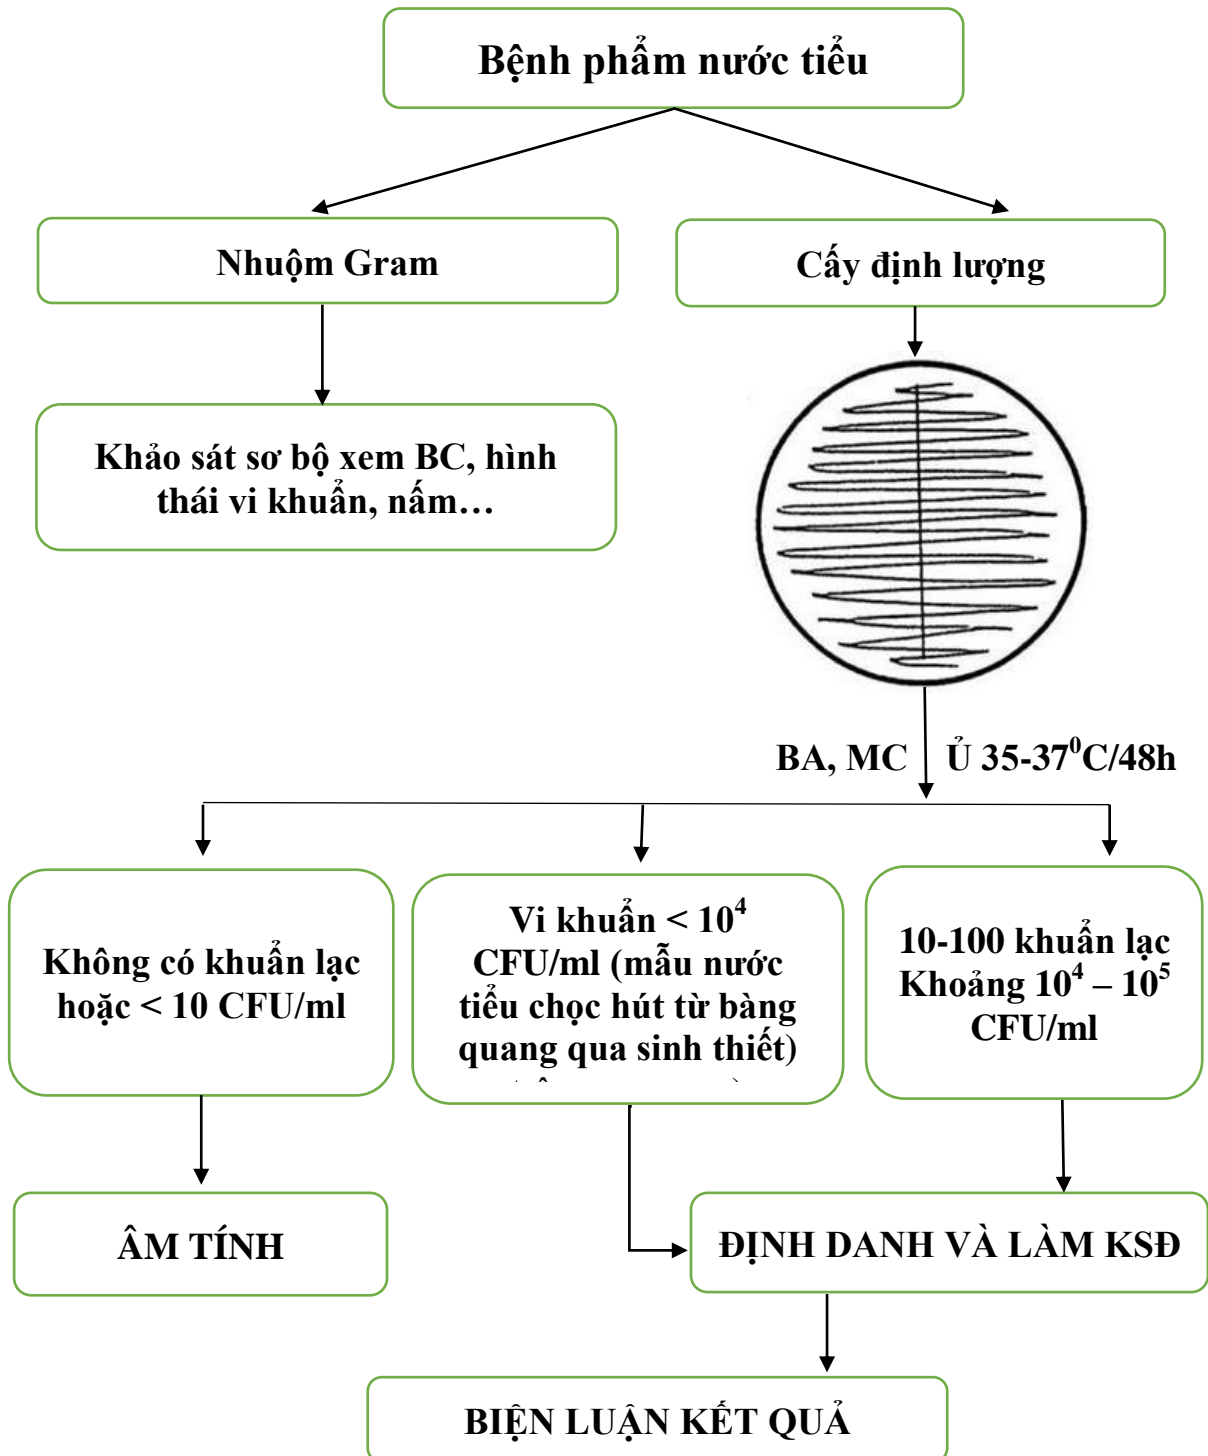 Bệnh phẩm nước tiểu
Nhuộm Gram
Cấy định lượng
Khảo sát sơ bộ xem BC, hình
thái vi khuẩn, nấm…
BA, MC
Ủ 35-37⁰C/48h
Không có khuẩn lạc
hoặc < 10 CFU/ml
Vi khuẩn < 10⁴
CFU/ml (mẫu nước
tiểu chọc hút từ bàng
quang qua sinh thiết)
10-100 khuẩn lạc
Khoảng 10⁴ – 10⁵
CFU/ml
ÂM TÍNH
ĐỊNH DANH VÀ LÀM KSĐ
BIỆN LUẬN KẾT QUẢ